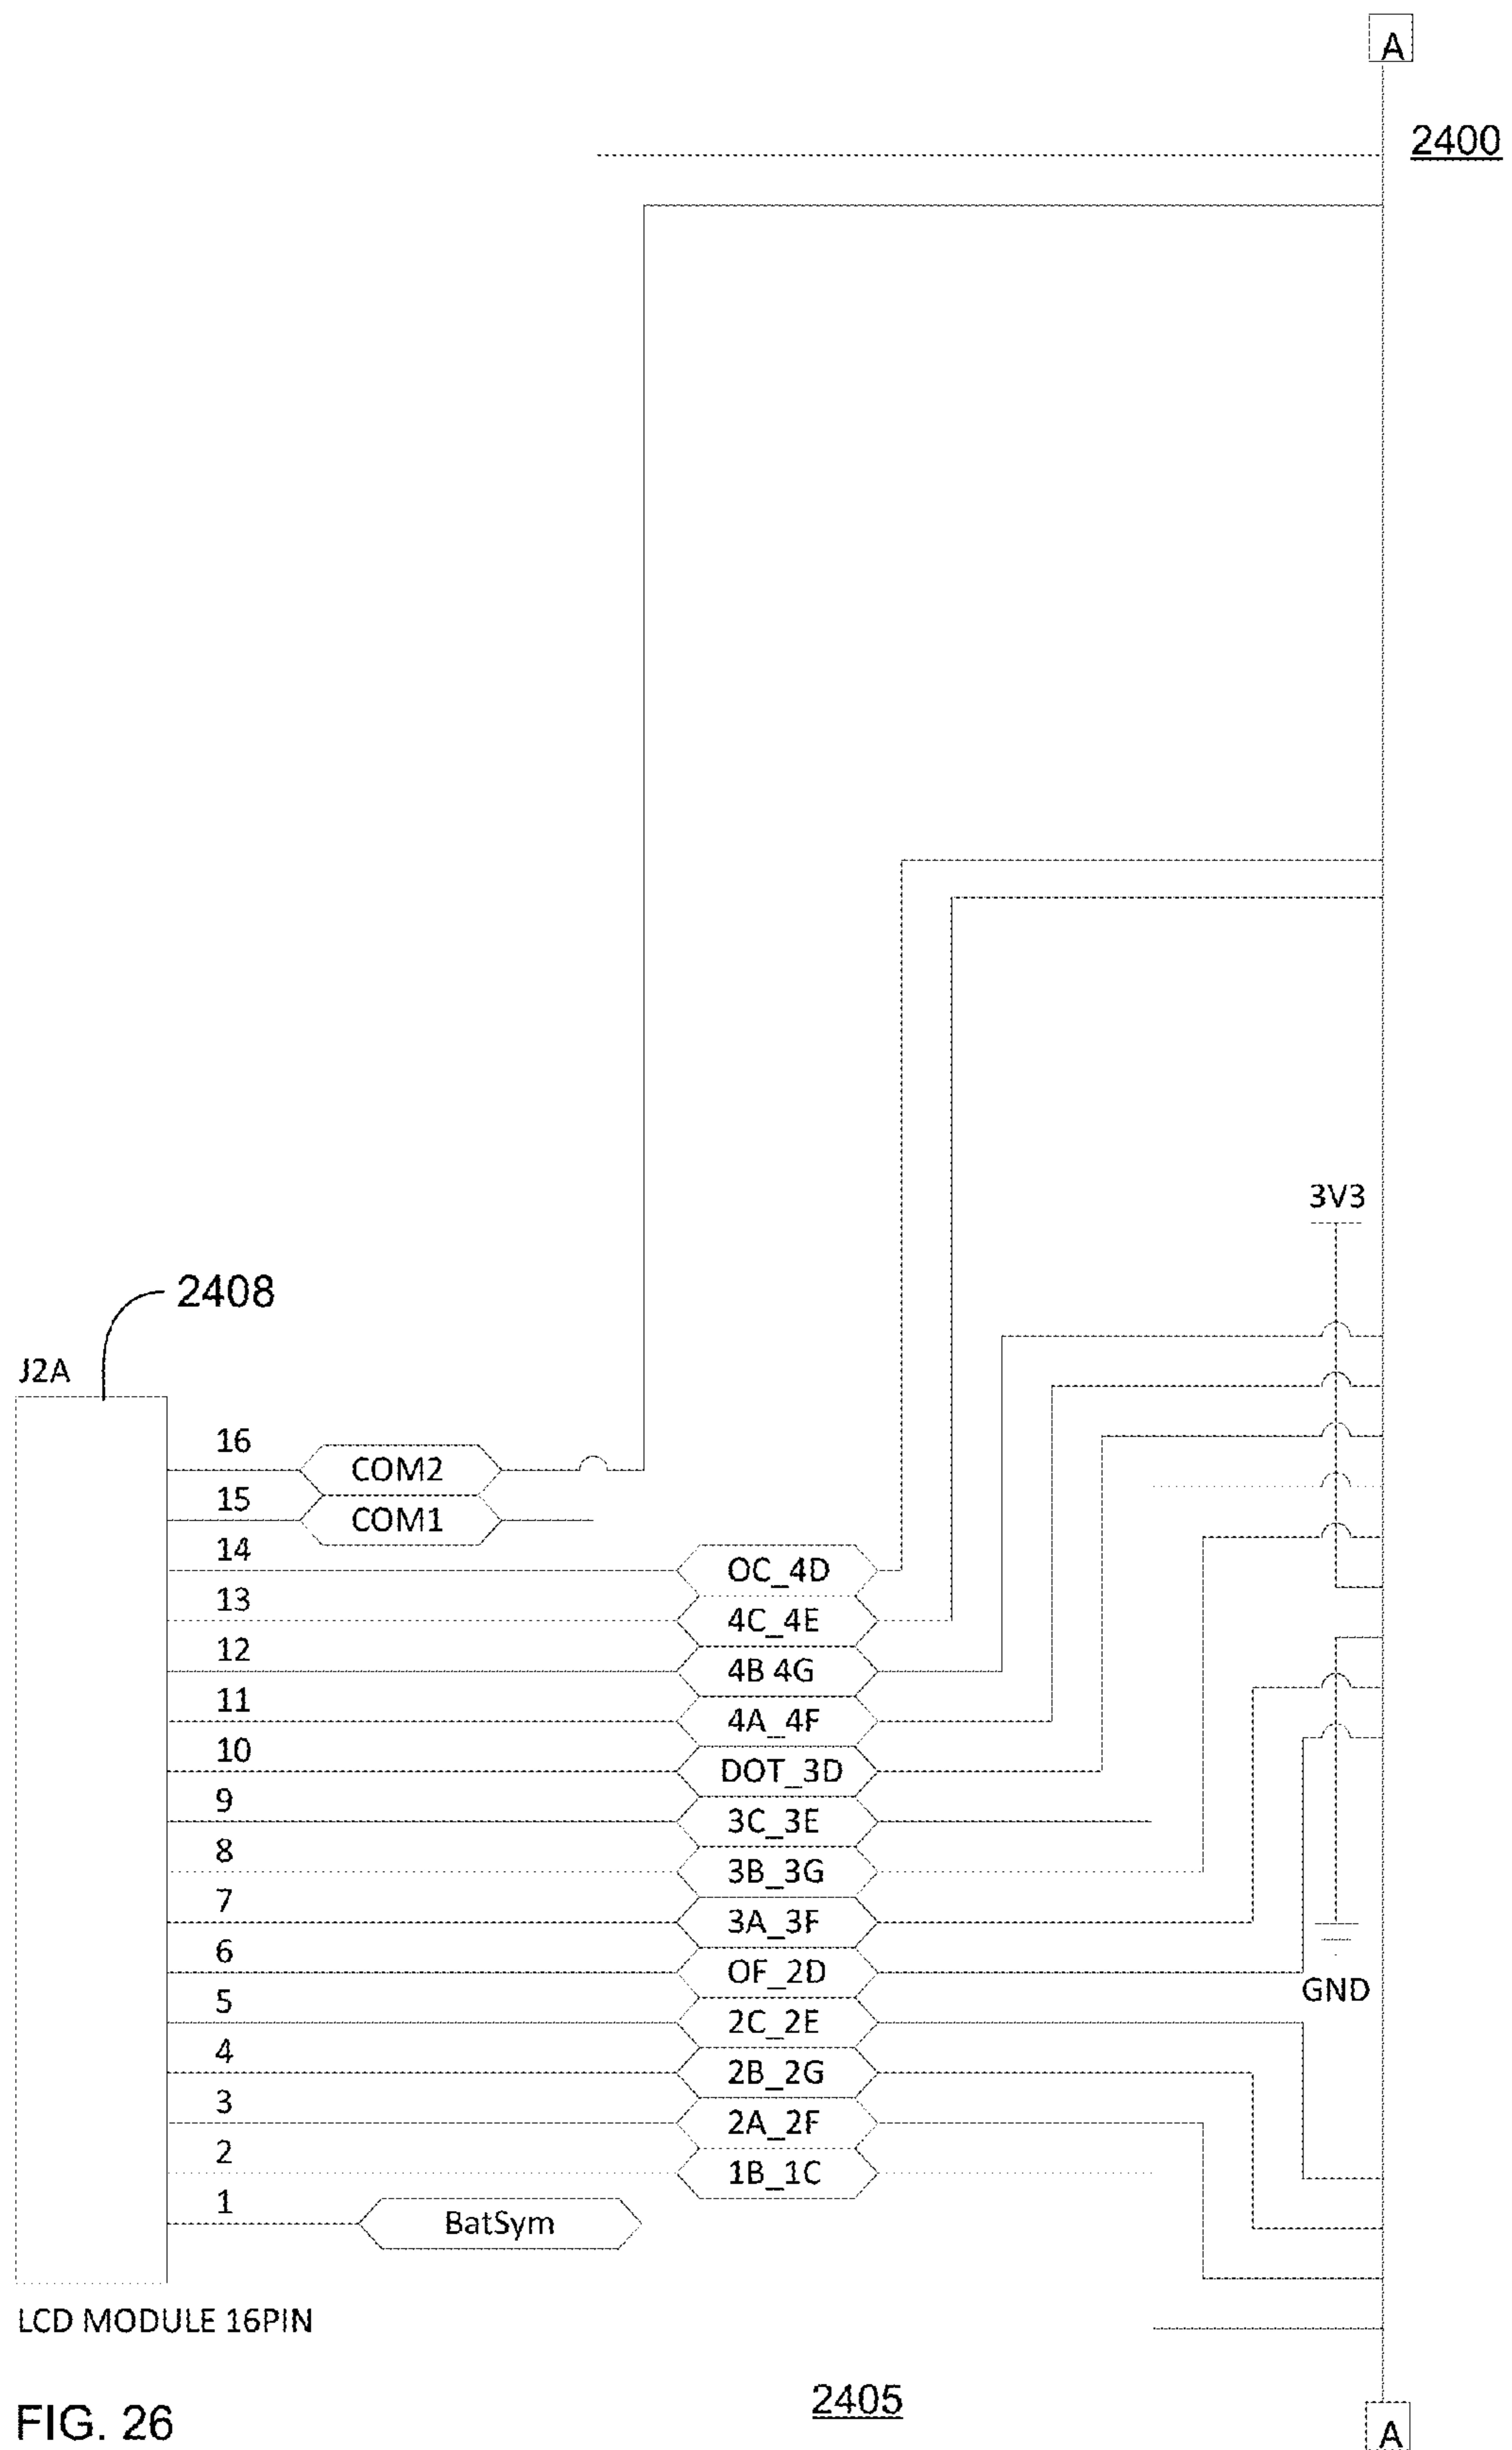 A
2400
3V3
2408
J2A
16 COM2
15 COM1
14 OC_4D
13 4C_4E
12 4B 4G
11 4A_4F
10 DOT_3D
9 3C_3E
8 3B_3G
7 3A_3F
6 OF_2D
GND
5 2C_2E
4 2B_2G
3 2A_2F
2 1B_1C
1 BatSym
LCD MODULE 16PIN
2405
FIG. 26
A